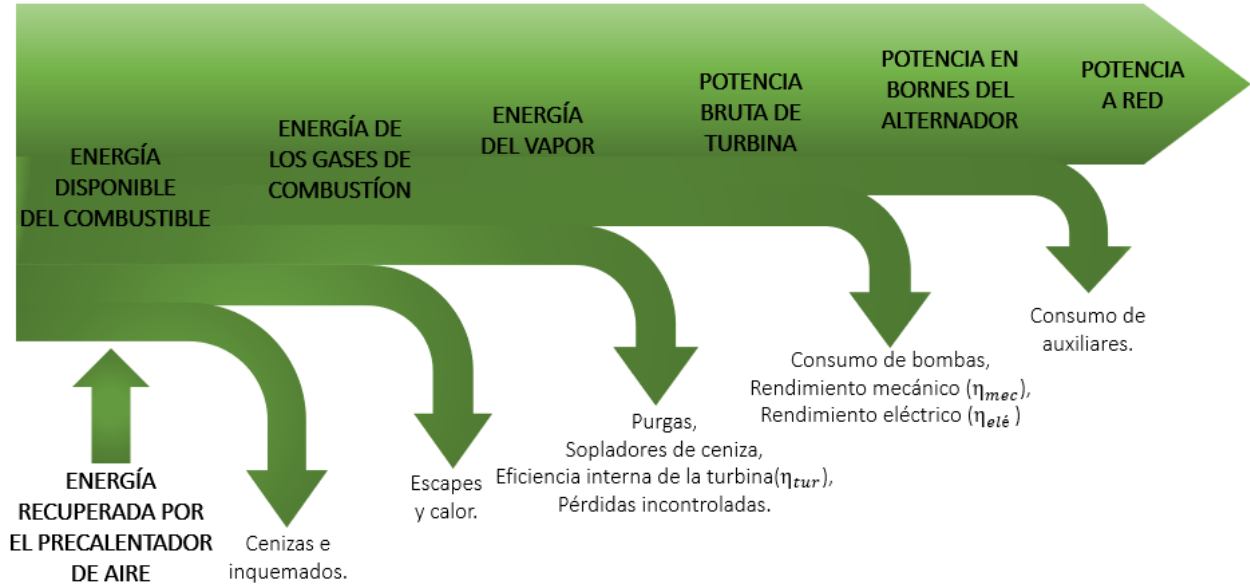 ENERGÍA
DISPONIBLE
DEL COMBUSTIBLE
ENERGÍA DE
LOS GASES DE
COMBUSTÍON
ENERGÍA
DEL VAPOR
POTENCIA
BRUTA DE
TURBINA
POTENCIA EN
BORNES DEL
ALTERNADOR
POTENCIA
A RED
ENERGÍA
RECUPERADA POR
EL PRECALENTADOR
DE AIRE
Cenizas e
inquemados.
Escapes
y calor.
Purgas,
Sopladores de ceniza,
Eficiencia interna de la turbina(η_tur),
Pérdidas incontroladas.
Consumo de bombas,
Rendimiento mecánico (η_mec),
Rendimiento eléctrico (η_elé )
Consumo de
auxiliares.